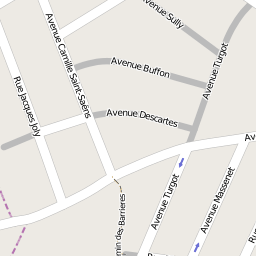 Avenue Sully
Avenue Camille Saint-Saëns
Avenue Buffon
Avenue Turgot
Rue Jacques Joly
Avenue Descartes
Avenue Turgot
Avenue Massenet
min des Barrières